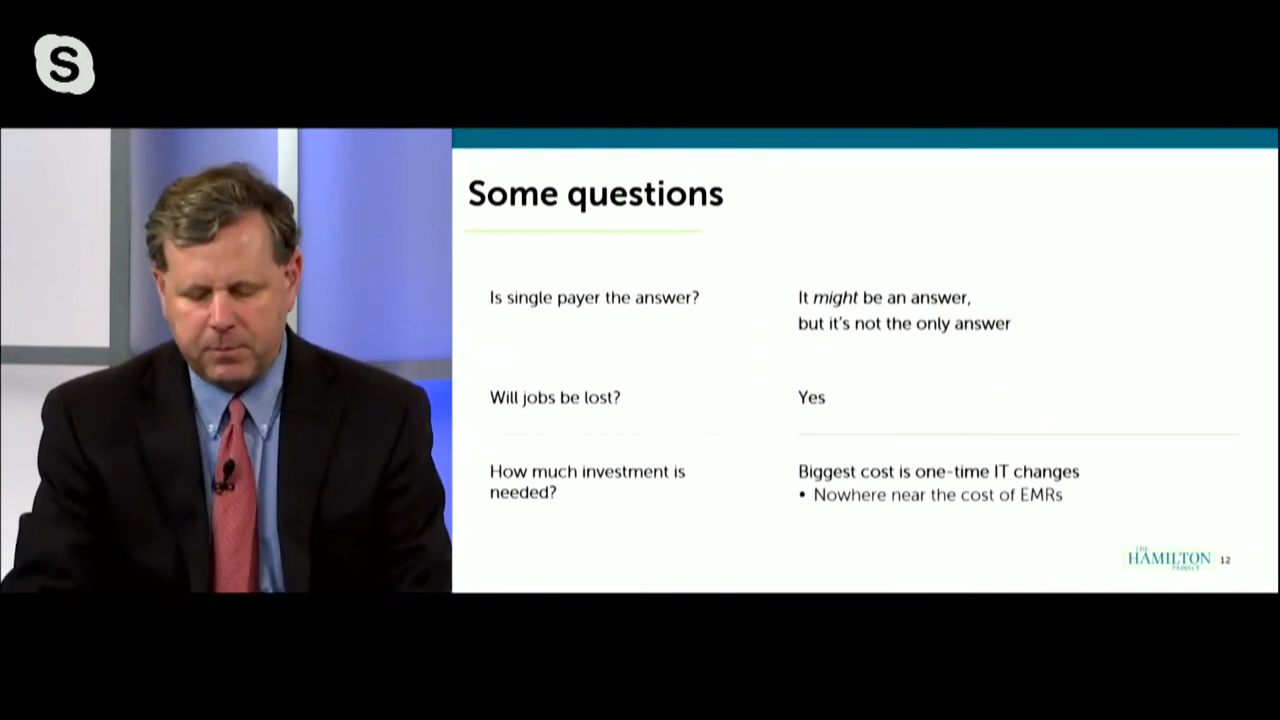 S
Some questions
Is single payer the answer?
It might be an answer,
but it's not the only answer
Will jobs be lost?
Yes
How much investment is
needed?
Biggest cost is one-time IT changes
• Nowhere near the cost of EMRs
THE
HAMILTON
PROJECT
12